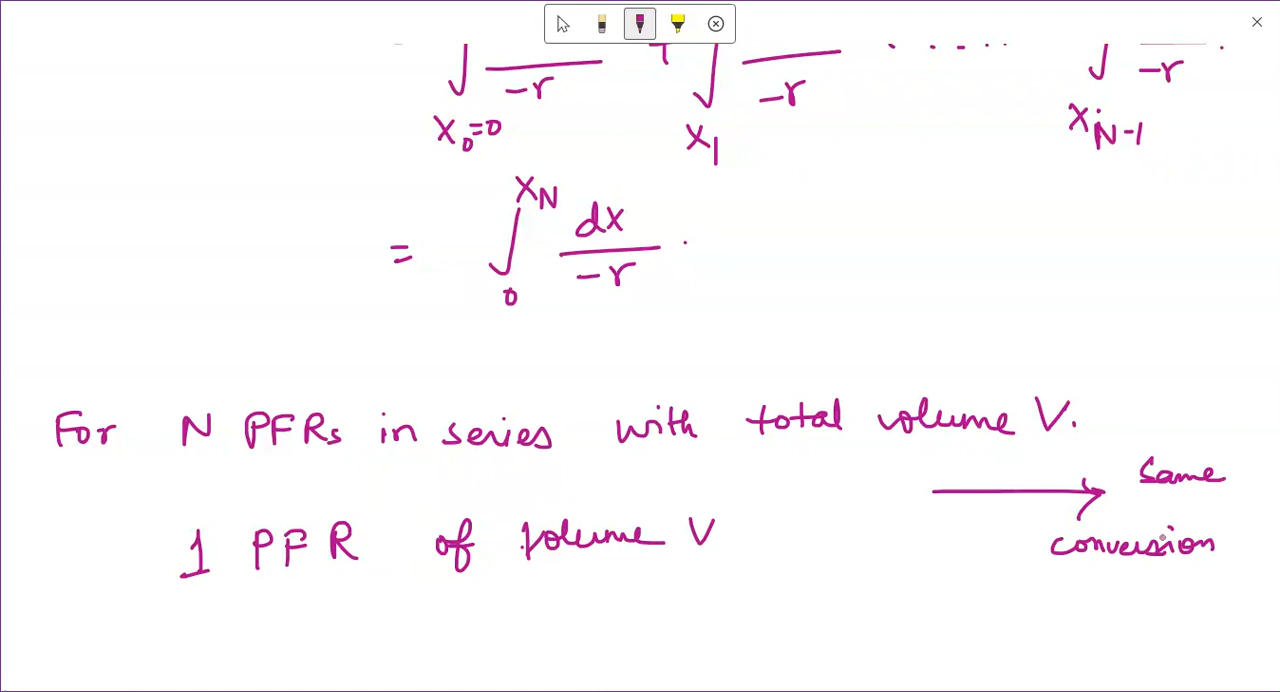 ∫ −r + ∫ −r ....... ∫ −r .
X₀=0 X₁ X_N-1
= ∫₀^X_N dx / −r .
For N PFRs in series with total volume V.
1 PFR of volume V → Same
conversion